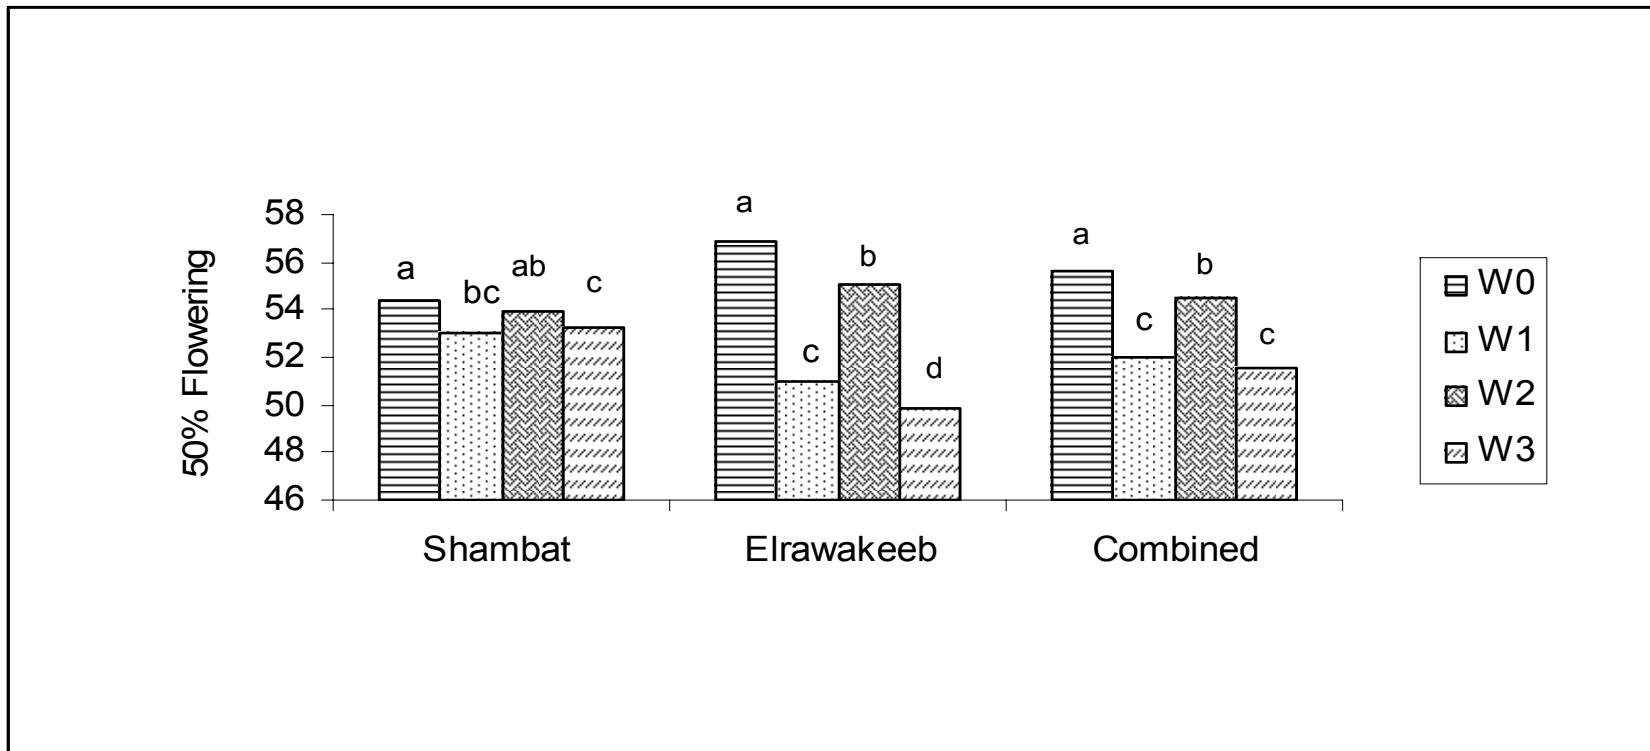 50% Flowering
58
56
54
52
50
48
46
a
bc
ab
c
a
c
b
d
a
c
b
c
Shambat
Elrawakeeb
Combined
W0
W1
W2
W3